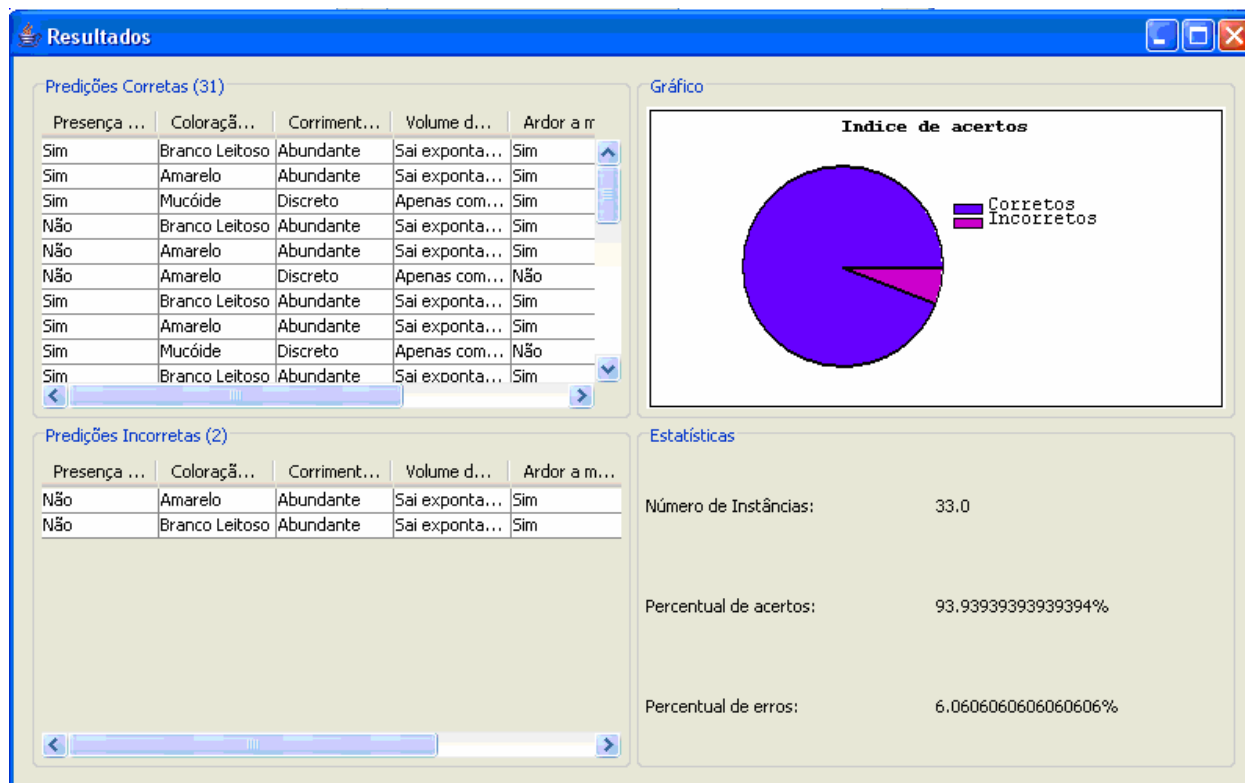 Resultados
Predições Corretas (31)
Presença ... Coloraçã... Corriment... Volume d... Ardor a m
Sim Branco Leitoso Abundante Sai exponta... Sim
Sim Amarelo Abundante Sai exponta... Sim
Sim Mucóide Discreto Apenas com... Sim
Não Branco Leitoso Abundante Sai exponta... Sim
Não Amarelo Abundante Sai exponta... Sim
Não Amarelo Discreto Apenas com... Não
Sim Branco Leitoso Abundante Sai exponta... Sim
Sim Amarelo Abundante Sai exponta... Sim
Sim Mucóide Discreto Apenas com... Não
Sim Branco Leitoso Abundante Sai exponta... Sim
Gráfico
Indice de acertos
Corretos
Incorretos
Predições Incorretas (2)
Presença ... Coloraçã... Corriment... Volume d... Ardor a m...
Não Amarelo Abundante Sai exponta... Sim
Não Branco Leitoso Abundante Sai exponta... Sim
Estatísticas
Número de Instâncias: 33.0
Percentual de acertos: 93.93939393939394%
Percentual de erros: 6.0606060606060606%